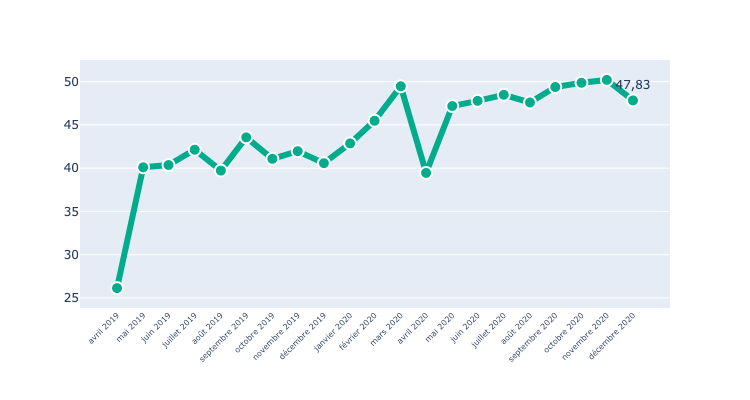 50
45
40
35
30
25
47,83
avril 2019
mai 2019
juin 2019
juillet 2019
août 2019
septembre 2019
octobre 2019
novembre 2019
décembre 2019
janvier 2020
février 2020
mars 2020
avril 2020
mai 2020
juin 2020
juillet 2020
août 2020
septembre 2020
octobre 2020
novembre 2020
décembre 2020